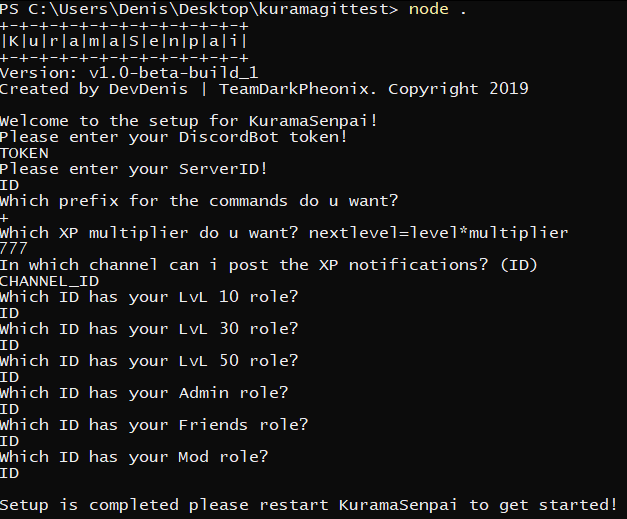 PS C:\Users\Denis\Desktop\kuramagittest> node .
+-+-+-+-+-+-+-+-+-+-+-+-+
|K|u|r|a|m|a|S|e|n|p|a|i|
+-+-+-+-+-+-+-+-+-+-+-+-+
Version: v1.0-beta-build_1
Created by DevDenis | TeamDarkPheonix. Copyright 2019
Welcome to the setup for KuramaSenpai!
Please enter your DiscordBot token!
TOKEN
Please enter your ServerID!
ID
Which prefix for the commands do u want?
+
Which XP multiplier do u want? nextlevel=level*multiplier
777
In which channel can i post the XP notifications? (ID)
CHANNEL_ID
Which ID has your LvL 10 role?
ID
Which ID has your LvL 30 role?
ID
Which ID has your LvL 50 role?
ID
Which ID has your Admin role?
ID
Which ID has your Friends role?
ID
Which ID has your Mod role?
ID
Setup is completed please restart KuramaSenpai to get started!